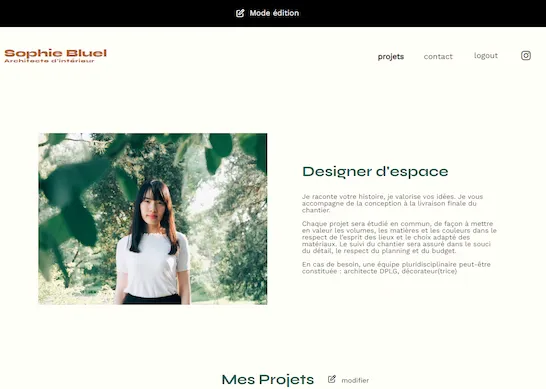 Mode édition
Sophie Bluel
Architecte d'intérieur
projets
contact
logout
Designer d'espace
Je raconte votre histoire, je valorise vos idées. Je vous
accompagne de la conception à la livraison finale du
chantier.
Chaque projet sera étudié en commun, de façon à mettre
en valeur les volumes, les matières et les couleurs dans le
respect de l'esprit des lieux et le choix adapté des
matériaux. Le suivi du chantier sera assuré dans le souci
du détail, le respect du planning et du budget.
En cas de besoin, une équipe pluridisciplinaire peut-être
constituée : architecte DPLG, décorateur(trice)
Mes Projets
modifier